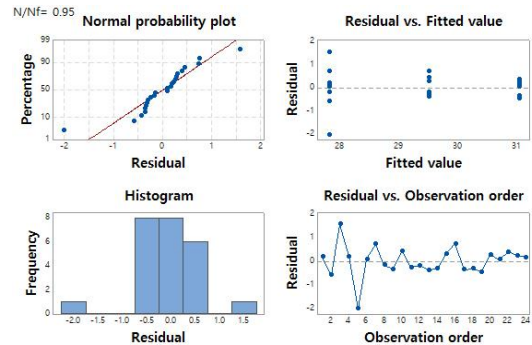 N/Nf= 0.95
Normal probability plot
Percentage
99
90
50
10
1
-2
-1
0
1
2
Residual
Residual vs. Fitted value
Residual
2
1
0
-1
-2
28
29
30
31
Fitted value
Histogram
Frequency
8
6
4
2
0
-2.0 -1.5 -1.0 -0.5 0.0 0.5 1.0 1.5
Residual
Residual vs. Observation order
Residual
2
1
0
-1
-2
2 4 6 8 10 12 14 16 18 20 22 24
Observation order